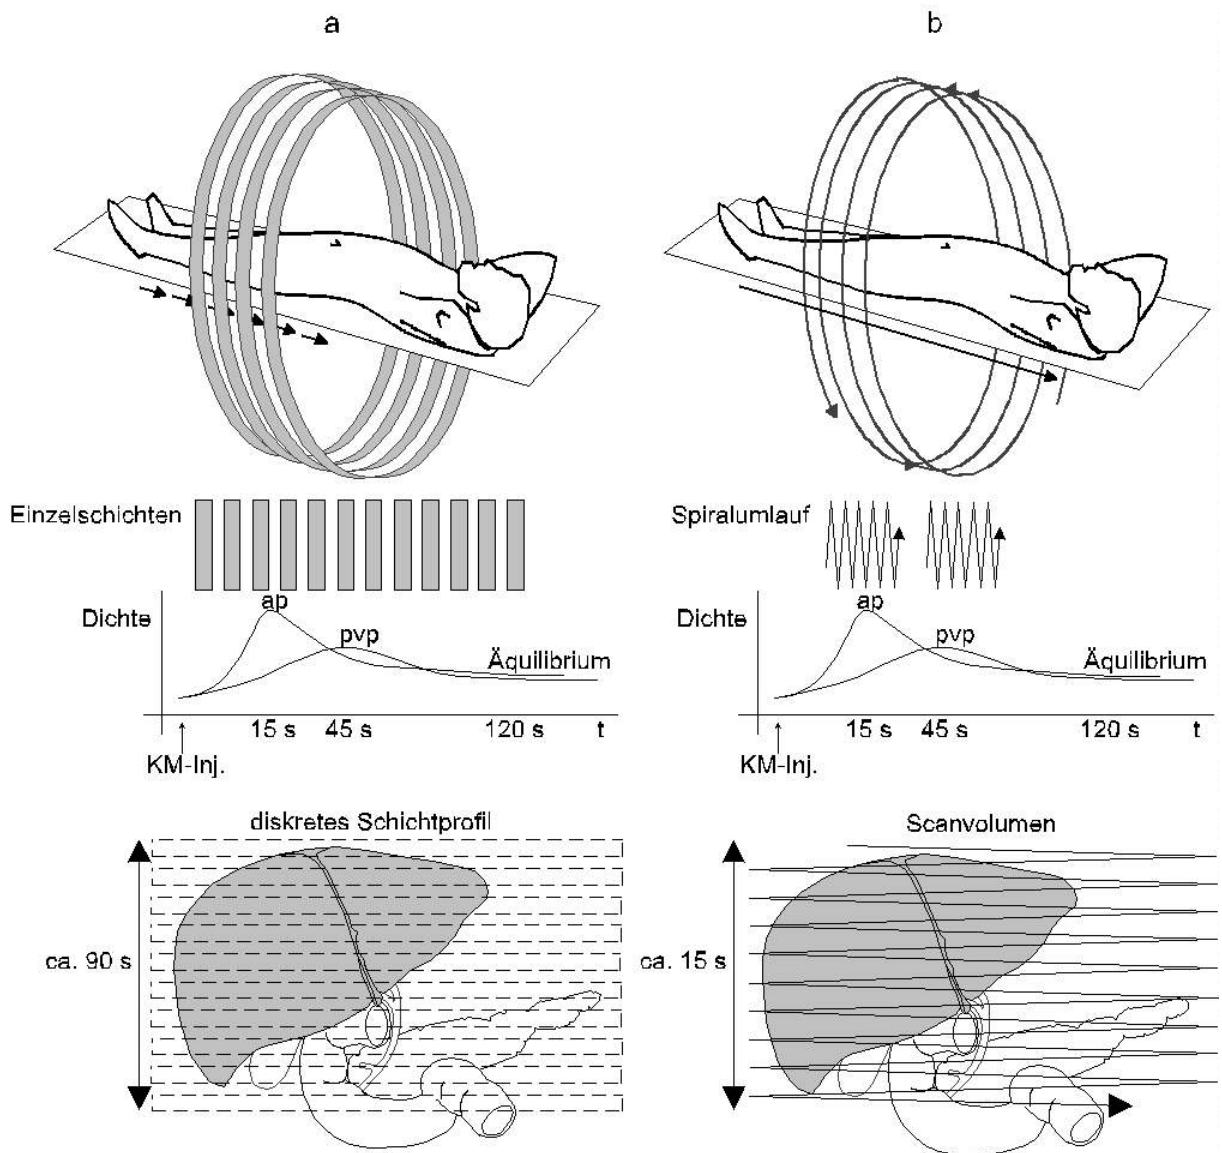 a
Einzelschichten
Dichte
ap
pvp
Äquilibrium
15 s 45 s 120 s t
KM-Inj.
diskretes Schichtprofil
ca. 90 s
b
Spiralumlauf
Dichte
ap
pvp
Äquilibrium
15 s 45 s 120 s t
KM-Inj.
Scanvolumen
ca. 15 s